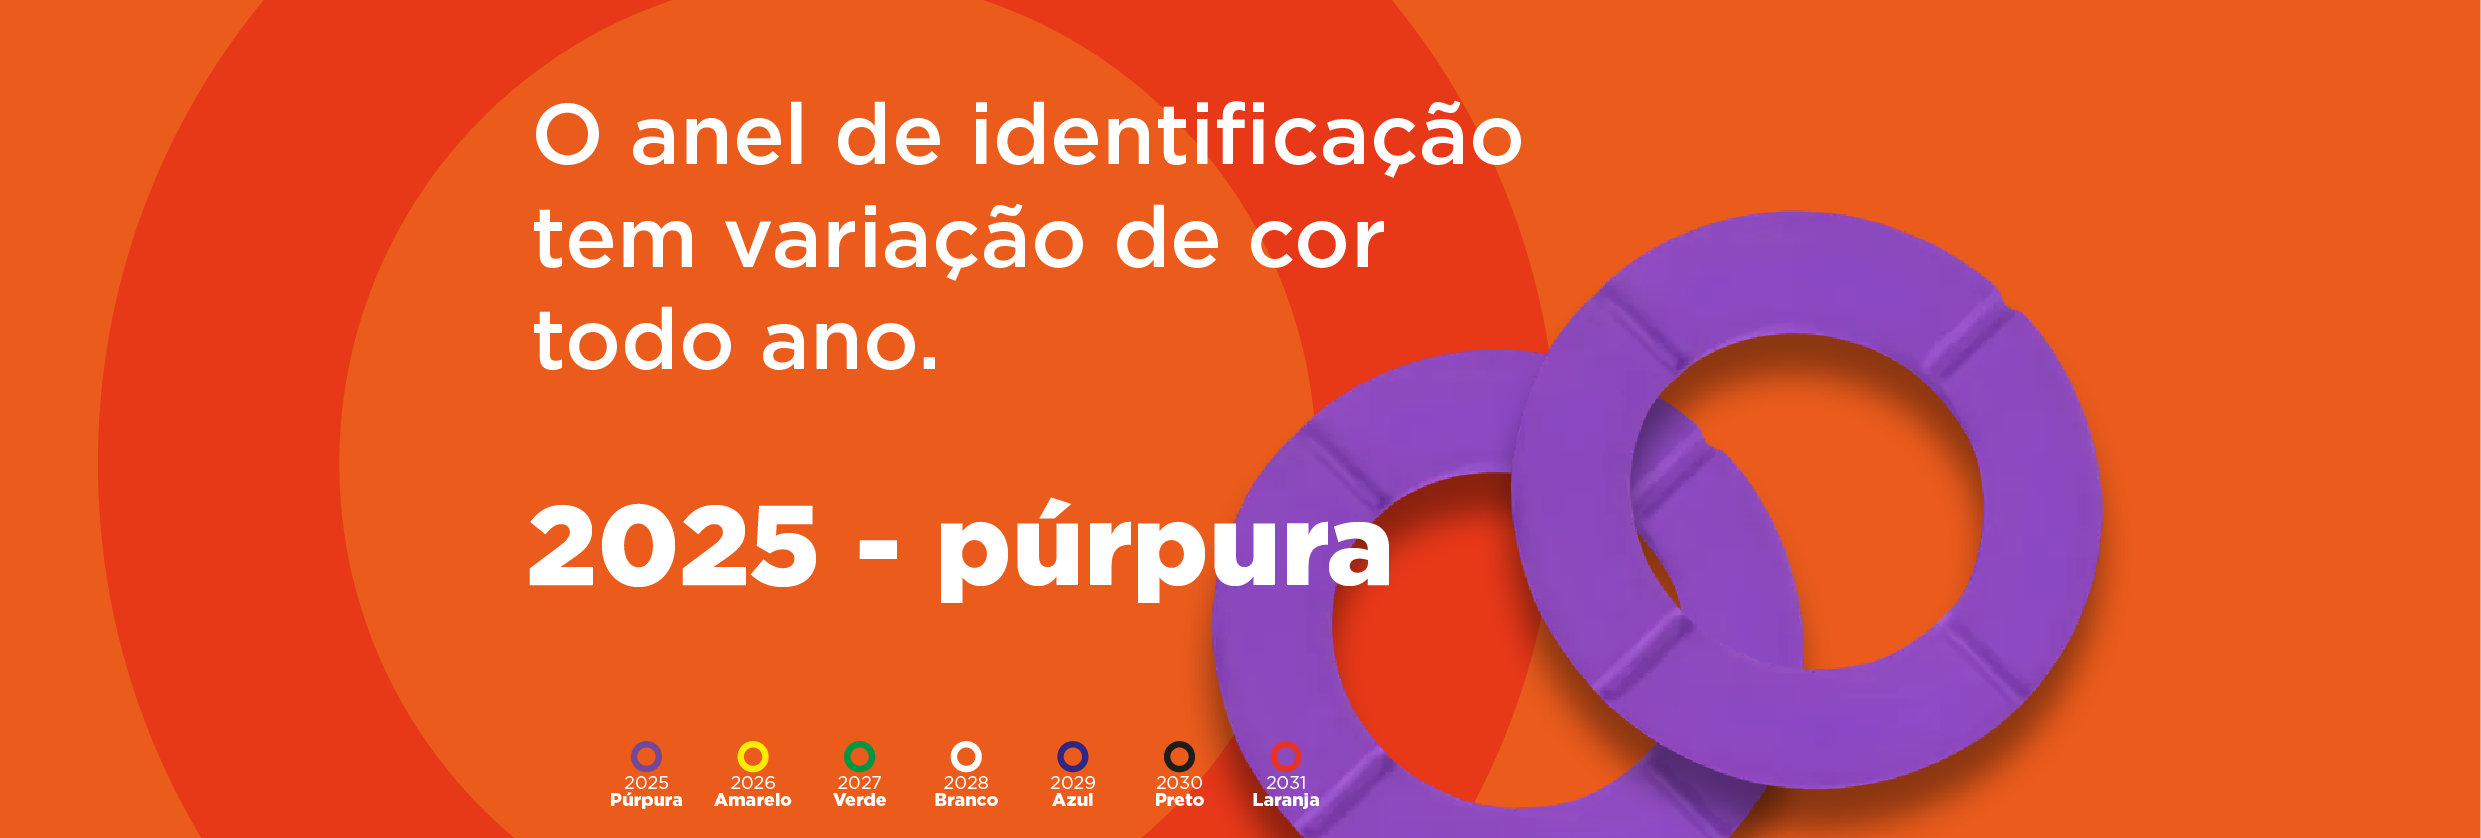 O anel de identificação
tem variação de cor
todo ano.
2025 - púrpura
2025 2026 2027 2028 2029 2030 2031
Púrpura Amarelo Verde Branco Azul Preto Laranja